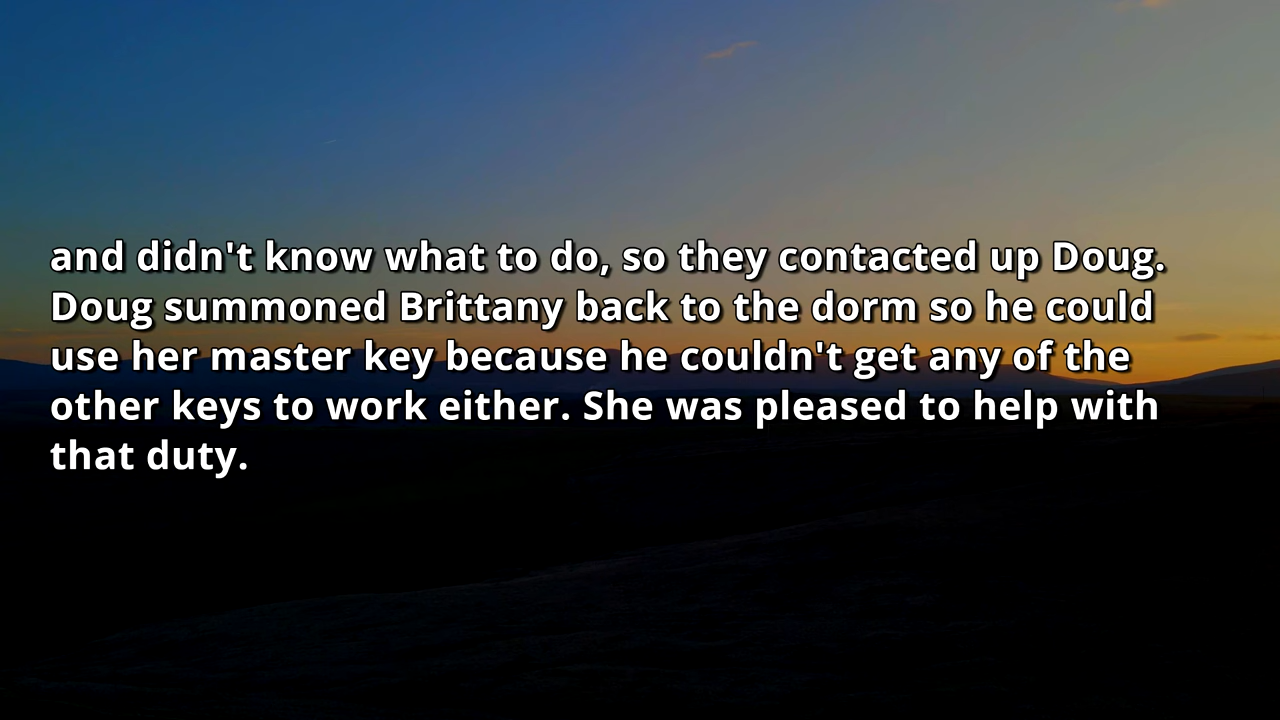 and didn't know what to do, so they contacted up Doug.
Doug summoned Brittany back to the dorm so he could
use her master key because he couldn't get any of the
other keys to work either. She was pleased to help with
that duty.